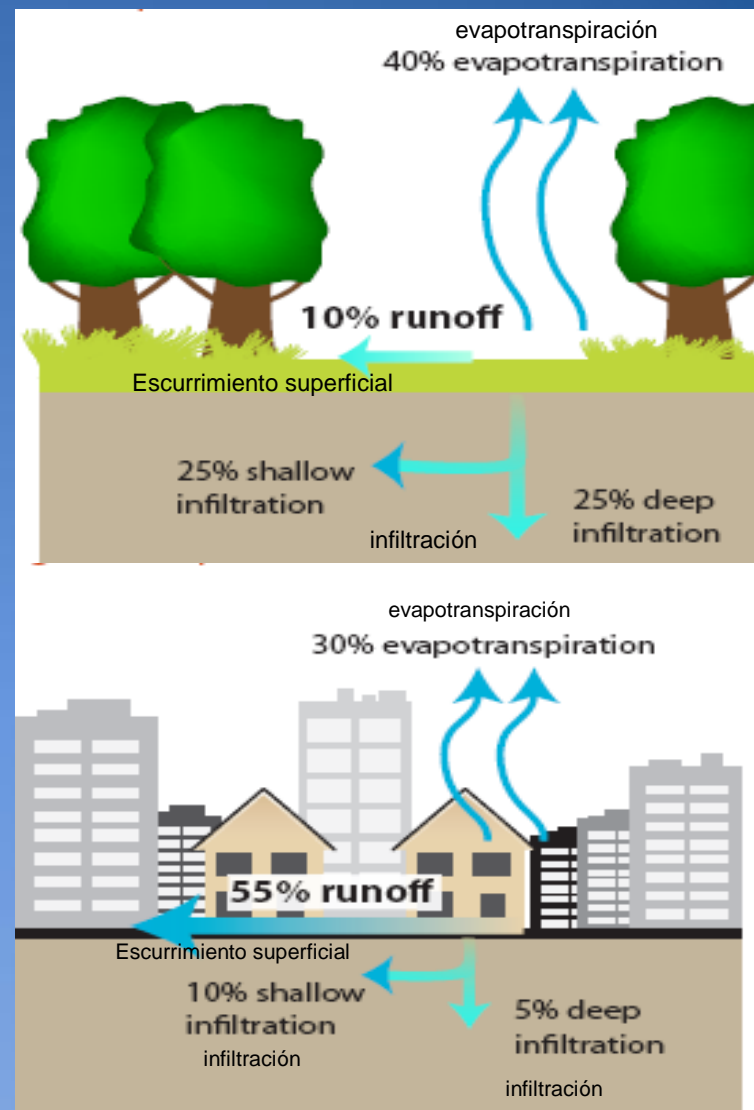 evapotranspiración
40% evapotranspiration
10% runoff
Escurrimiento superficial
25% shallow
infiltration
25% deep
infiltration
infiltración
evapotranspiración
30% evapotranspiration
55% runoff
Escurrimiento superficial
10% shallow
infiltration
infiltración
5% deep
infiltration
infiltración